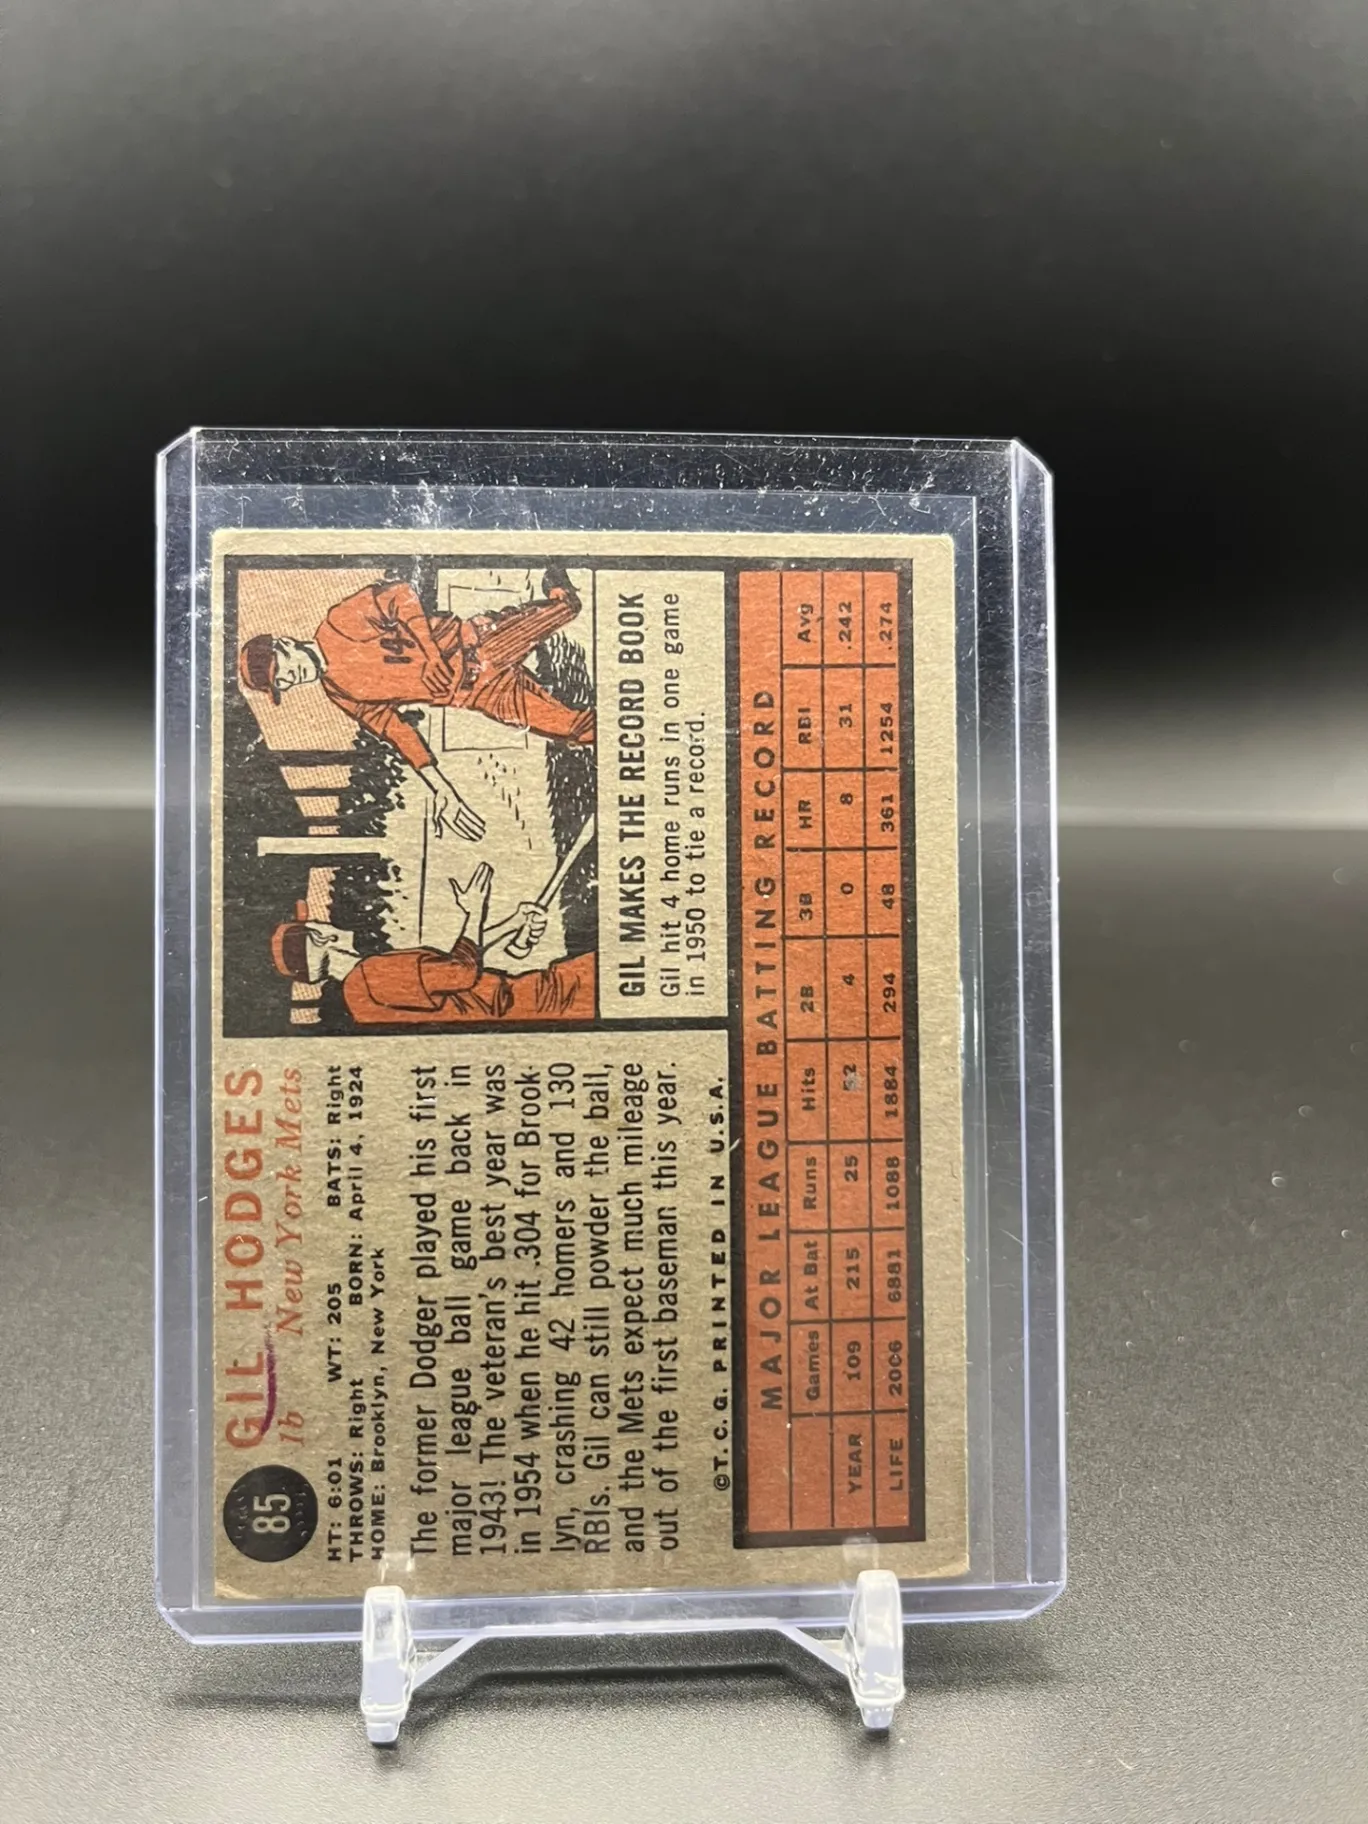 85
GIL HODGES
1b New York Mets
HT: 6:01 WT: 205 BATS: Right
THROWS: Right BORN: April 4, 1924
HOME: Brooklyn, New York
The former Dodger played his first
major league ball game back in
1943! The veteran's best year was
in 1954 when he hit .304 for Brook-
lyn, crashing 42 homers and 130
RBIs. Gil can still powder the ball,
and the Mets expect much mileage
out of the first baseman this year.
©T.C.G. PRINTED IN U.S.A.
14
GIL MAKES THE RECORD BOOK
Gil hit 4 home runs in one game
in 1950 to tie a record.
MAJOR LEAGUE BATTING RECORD
Games At Bat Runs Hits 2B 3B HR RBI Avg
YEAR 109 215 25 52 4 0 8 31 .242
LIFE 2006 6881 1088 1884 294 48 361 1254 .274